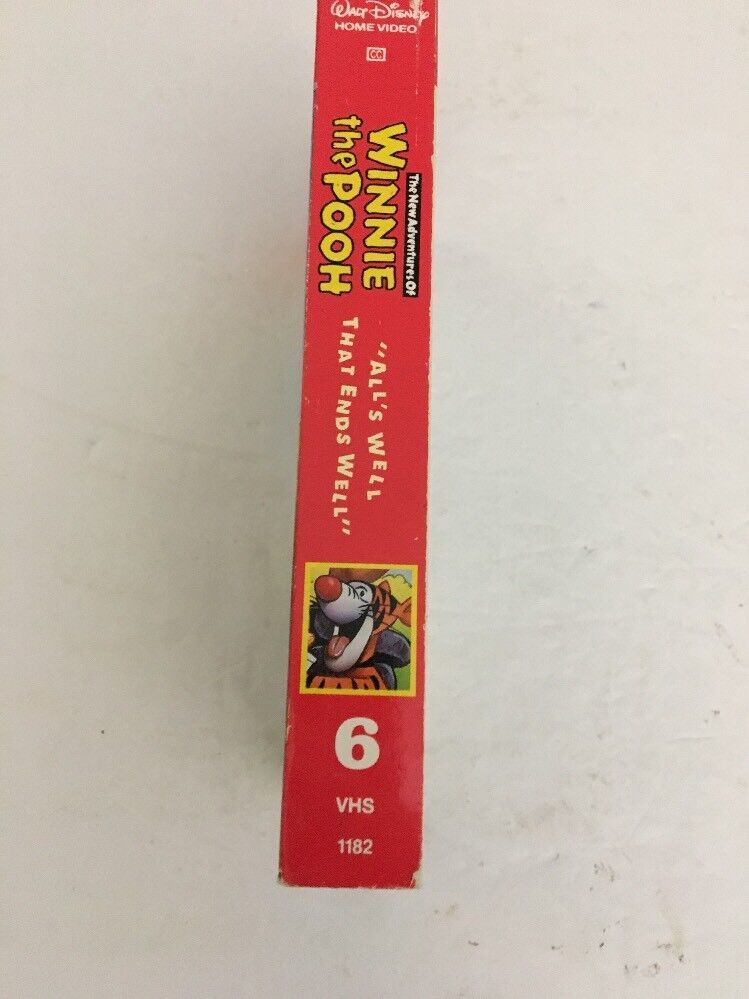 Walt Disney
HOME VIDEO
CC
The New Adventures Of
WINNIE
the POOH
"ALL'S WELL
THAT ENDS WELL"
6
VHS
1182